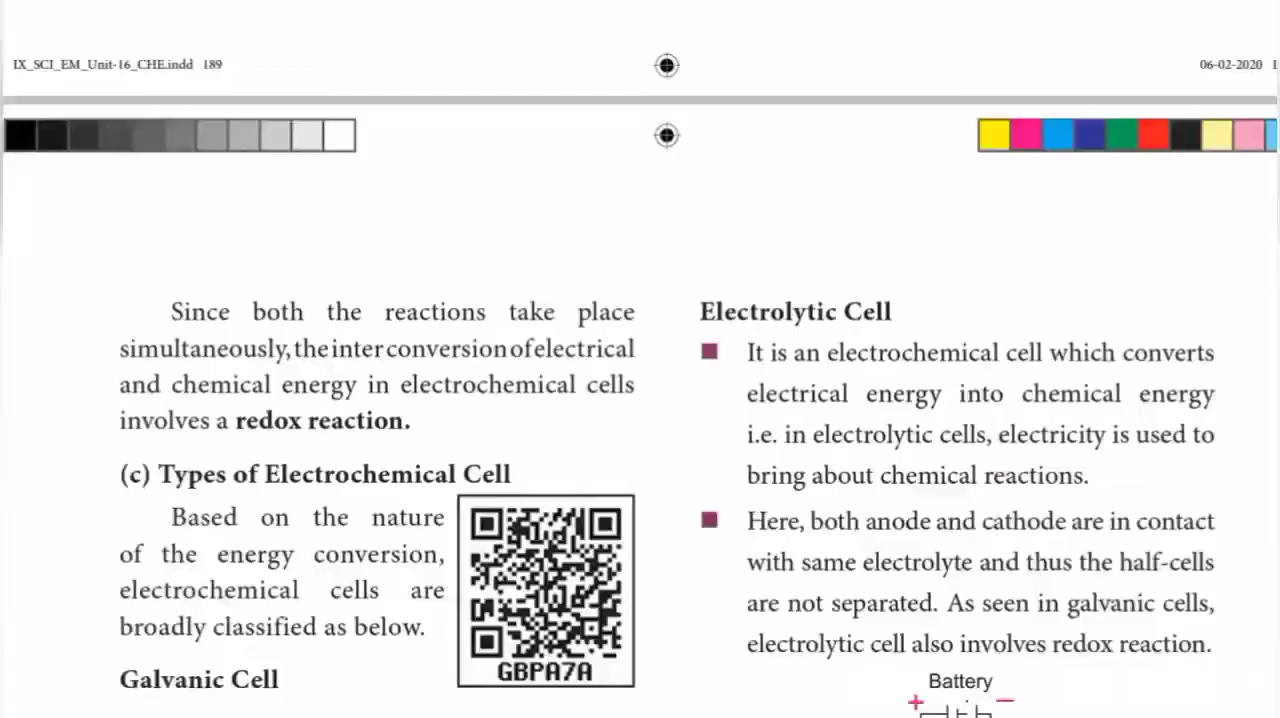 IX_SCI_EM_Unit-16_CHE.indd 189
06-02-2020 1
Since both the reactions take place
simultaneously, the inter conversion of electrical
and chemical energy in electrochemical cells
involves a redox reaction.
(c) Types of Electrochemical Cell
Based on the nature
of the energy conversion,
electrochemical cells are
broadly classified as below.
GBPA7A
Galvanic Cell
Electrolytic Cell
■ It is an electrochemical cell which converts
electrical energy into chemical energy
i.e. in electrolytic cells, electricity is used to
bring about chemical reactions.
■ Here, both anode and cathode are in contact
with same electrolyte and thus the half-cells
are not separated. As seen in galvanic cells,
electrolytic cell also involves redox reaction.
Battery
+ −